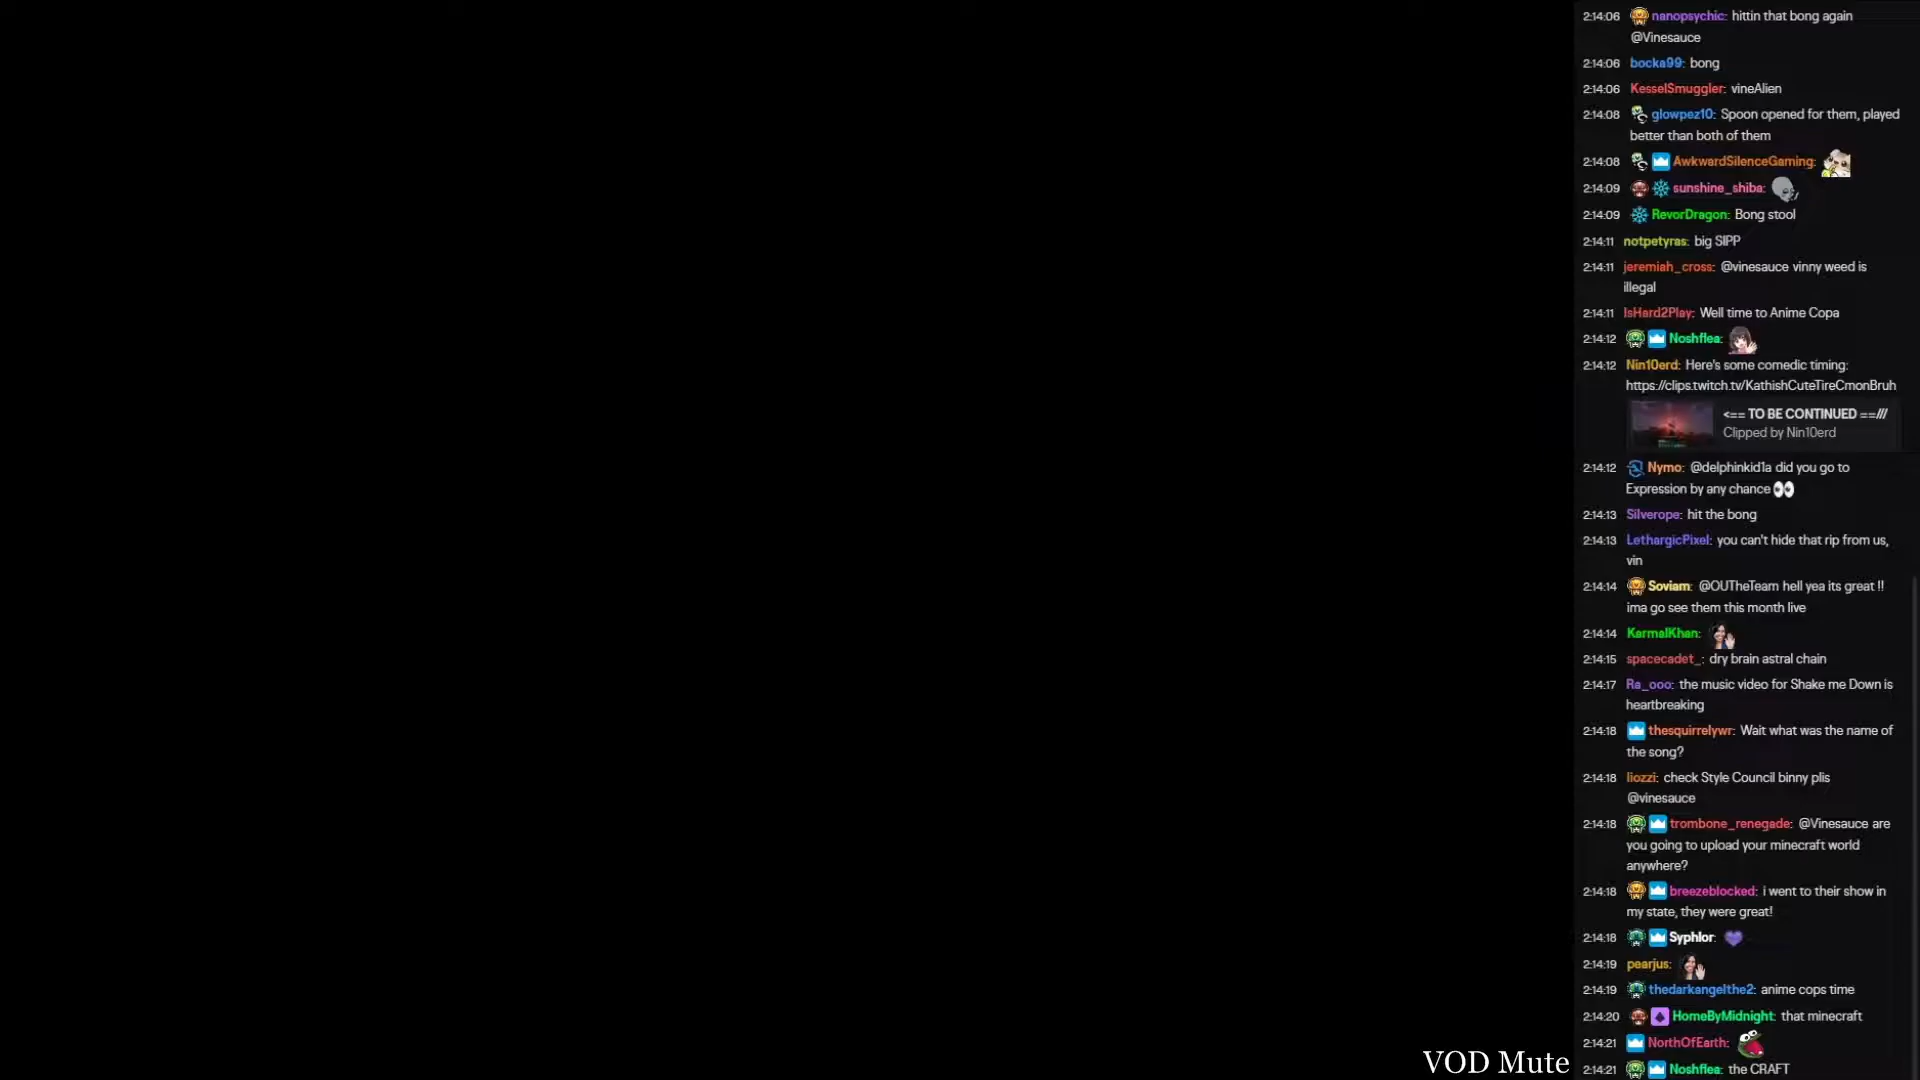 2:14:06 nanopsychic: hittin that bong again
@Vinesauce
2:14:06 bocka99: bong
2:14:06 KesselSmuggler: vineAlien
2:14:08 glowpez10: Spoon opened for them, played
better than both of them
2:14:08 AwkwardSilenceGaming:
2:14:09 sunshine_shiba:
2:14:09 RevorDragon: Bong stool
2:14:11 notpetyras: big SIPP
2:14:11 jeremiah_cross: @vinesauce vinny weed is
illegal
2:14:11 IsHard2Play: Well time to Anime Copa
2:14:12 Noshflea:
2:14:12 Nin10erd: Here's some comedic timing:
https://clips.twitch.tv/KathishCuteTireCmonBruh
<== TO BE CONTINUED ==///
Clipped by Nin10erd
2:14:12 Nymo: @delphinkid1a did you go to
Expression by any chance 👀
2:14:13 Silverope: hit the bong
2:14:13 LethargicPixel: you can't hide that rip from us,
vin
2:14:14 Soviam: @OUTheTeam hell yea its great !!
ima go see them this month live
2:14:14 KarmalKhan:
2:14:15 spacecadet_: dry brain astral chain
2:14:17 Ra_ooo: the music video for Shake me Down is
heartbreaking
2:14:18 thesquirrelywr: Wait what was the name of
the song?
2:14:18 liozzi: check Style Council binny plis
@vinesauce
2:14:18 trombone_renegade: @Vinesauce are
you going to upload your minecraft world
anywhere?
2:14:18 breezeblocked: i went to their show in
my state, they were great!
2:14:18 Syphlor: 💜
2:14:19 pearjus:
2:14:19 thedarkangelthe2: anime cops time
2:14:20 HomeByMidnight: that minecraft
2:14:21 NorthOfEarth:
2:14:21 Noshflea: the CRAFT
VOD Mute